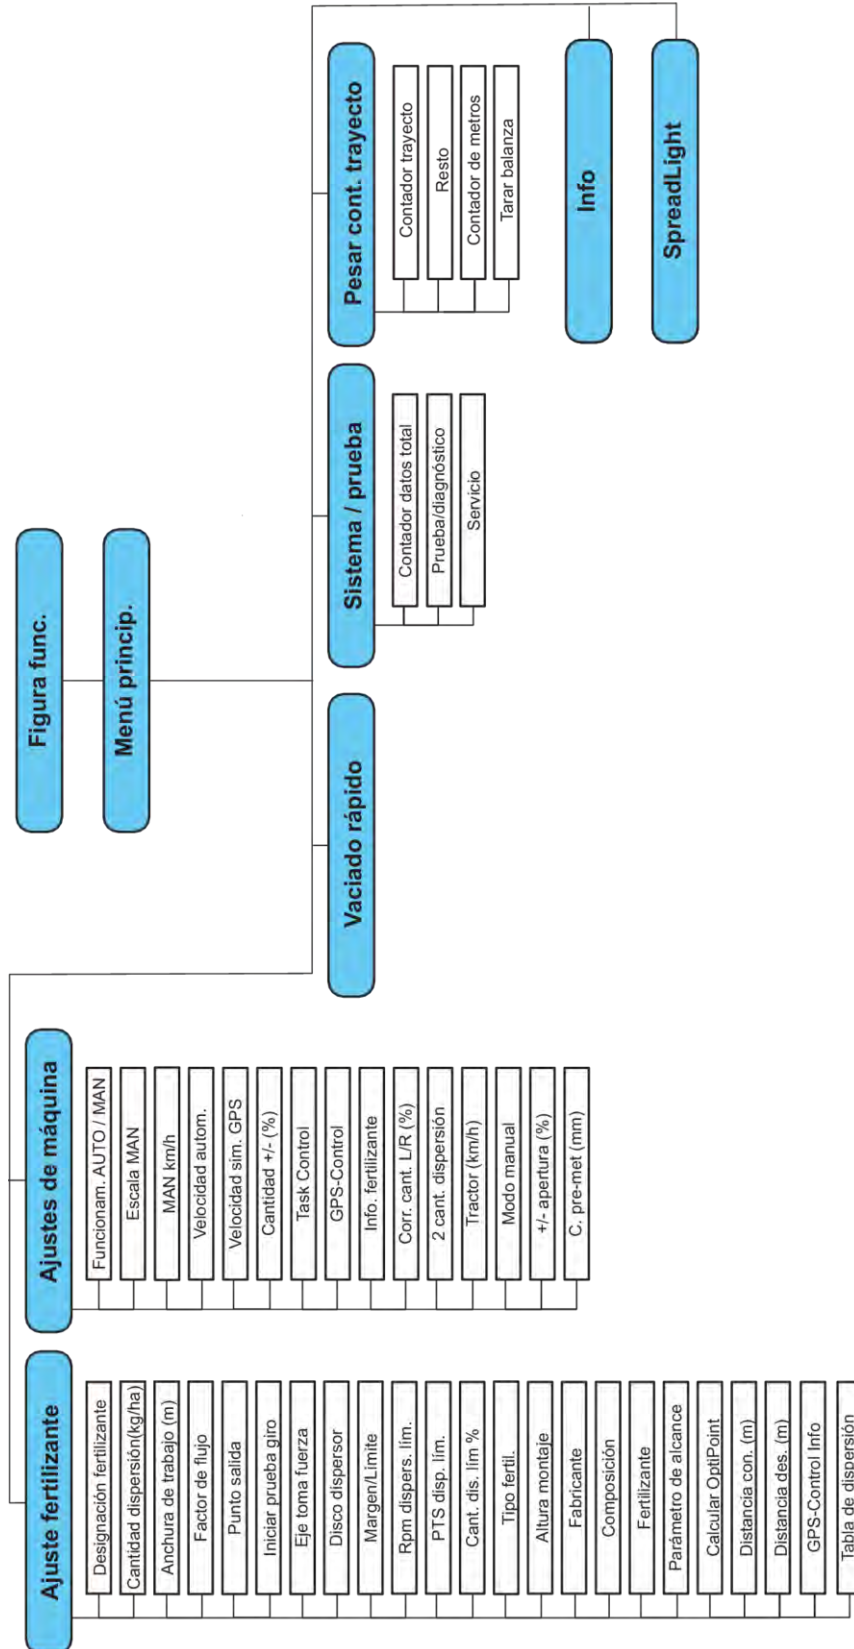 Figura func.
Menú princip.
Ajuste fertilizante
Designación fertilizante
Cantidad dispersión(kg/ha)
Anchura de trabajo (m)
Factor de flujo
Punto salida
Iniciar prueba giro
Eje toma fuerza
Disco dispersor
Margen/Límite
Rpm dispers. lím.
PTS disp. lím.
Cant. dis. lím %
Tipo fertil.
Altura montaje
Fabricante
Composición
Fertilizante
Parámetro de alcance
Calcular OptiPoint
Distancia con. (m)
Distancia des. (m)
GPS-Control Info
Tabla de dispersión
Ajustes de máquina
Funcionam. AUTO / MAN
Escala MAN
MAN km/h
Velocidad autom.
Velocidad sim. GPS
Cantidad +/- (%)
Task Control
GPS-Control
Info. fertilizante
Corr. cant. L/R (%)
2 cant. dispersión
Tractor (km/h)
Modo manual
+/- apertura (%)
C. pre-met (mm)
Vaciado rápido
Sistema / prueba
Contador datos total
Prueba/diagnóstico
Servicio
Pesar cont. trayecto
Contador trayecto
Resto
Contador de metros
Tarar balanza
Info
SpreadLight